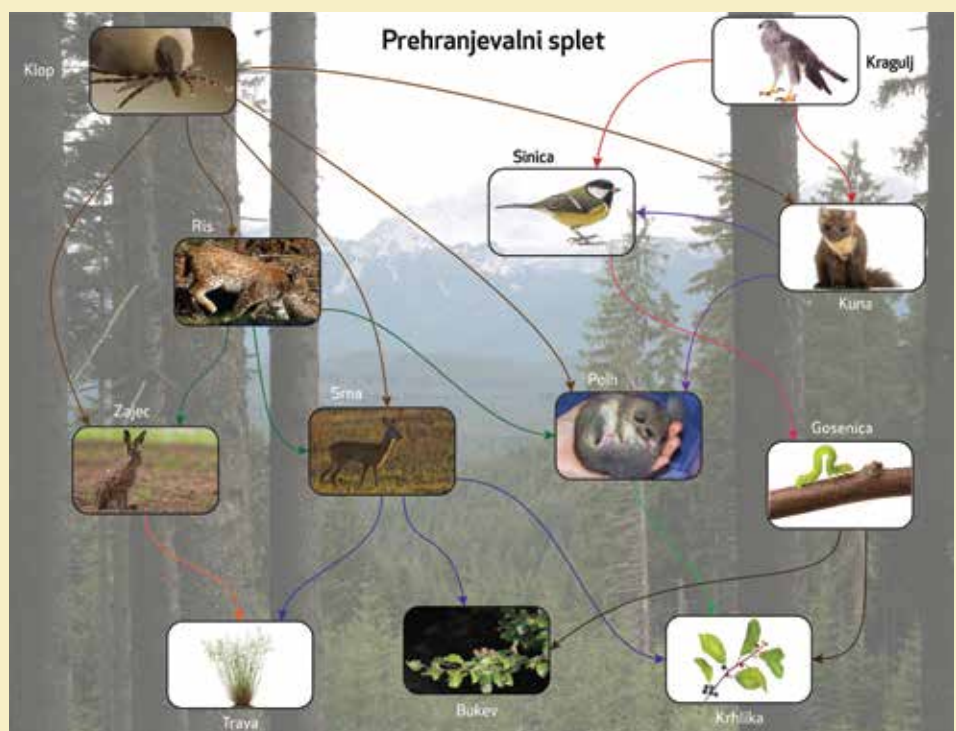 Prehranjevalni splet
Klop
Kragulj
Sinica
Ris
Kuna
Zajec
Srna
Polh
Gosenica
Trava
Bukev
Krhlika